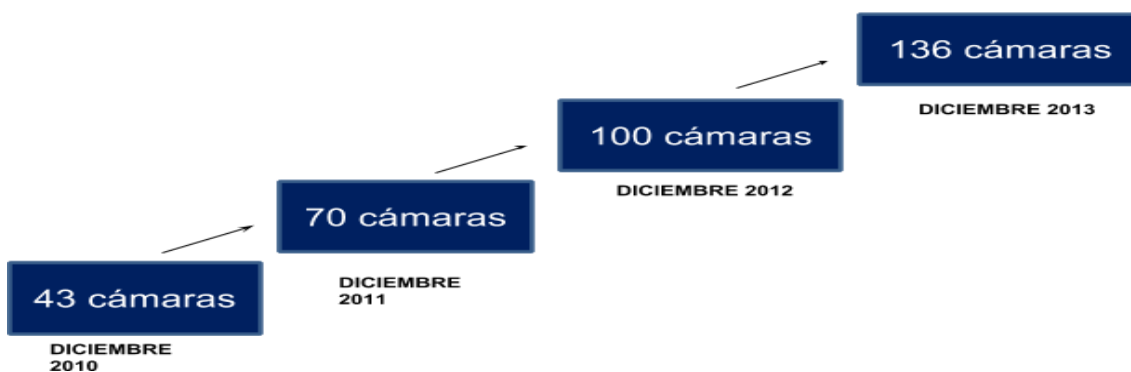 136 cámaras
DICIEMBRE 2013
100 cámaras
DICIEMBRE 2012
70 cámaras
DICIEMBRE
2011
43 cámaras
DICIEMBRE
2010